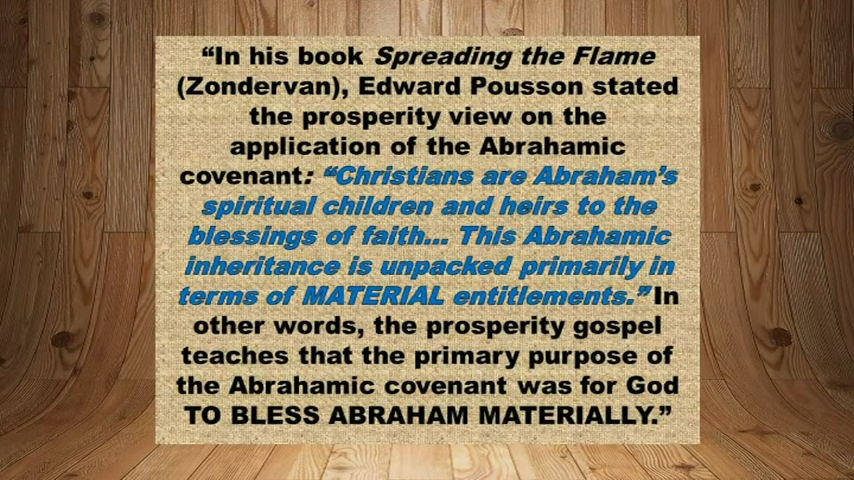 “In his book Spreading the Flame
(Zondervan), Edward Pousson stated
the prosperity view on the
application of the Abrahamic
covenant: “Christians are Abraham’s
spiritual children and heirs to the
blessings of faith... This Abrahamic
inheritance is unpacked primarily in
terms of MATERIAL entitlements.” In
other words, the prosperity gospel
teaches that the primary purpose of
the Abrahamic covenant was for God
TO BLESS ABRAHAM MATERIALLY.”